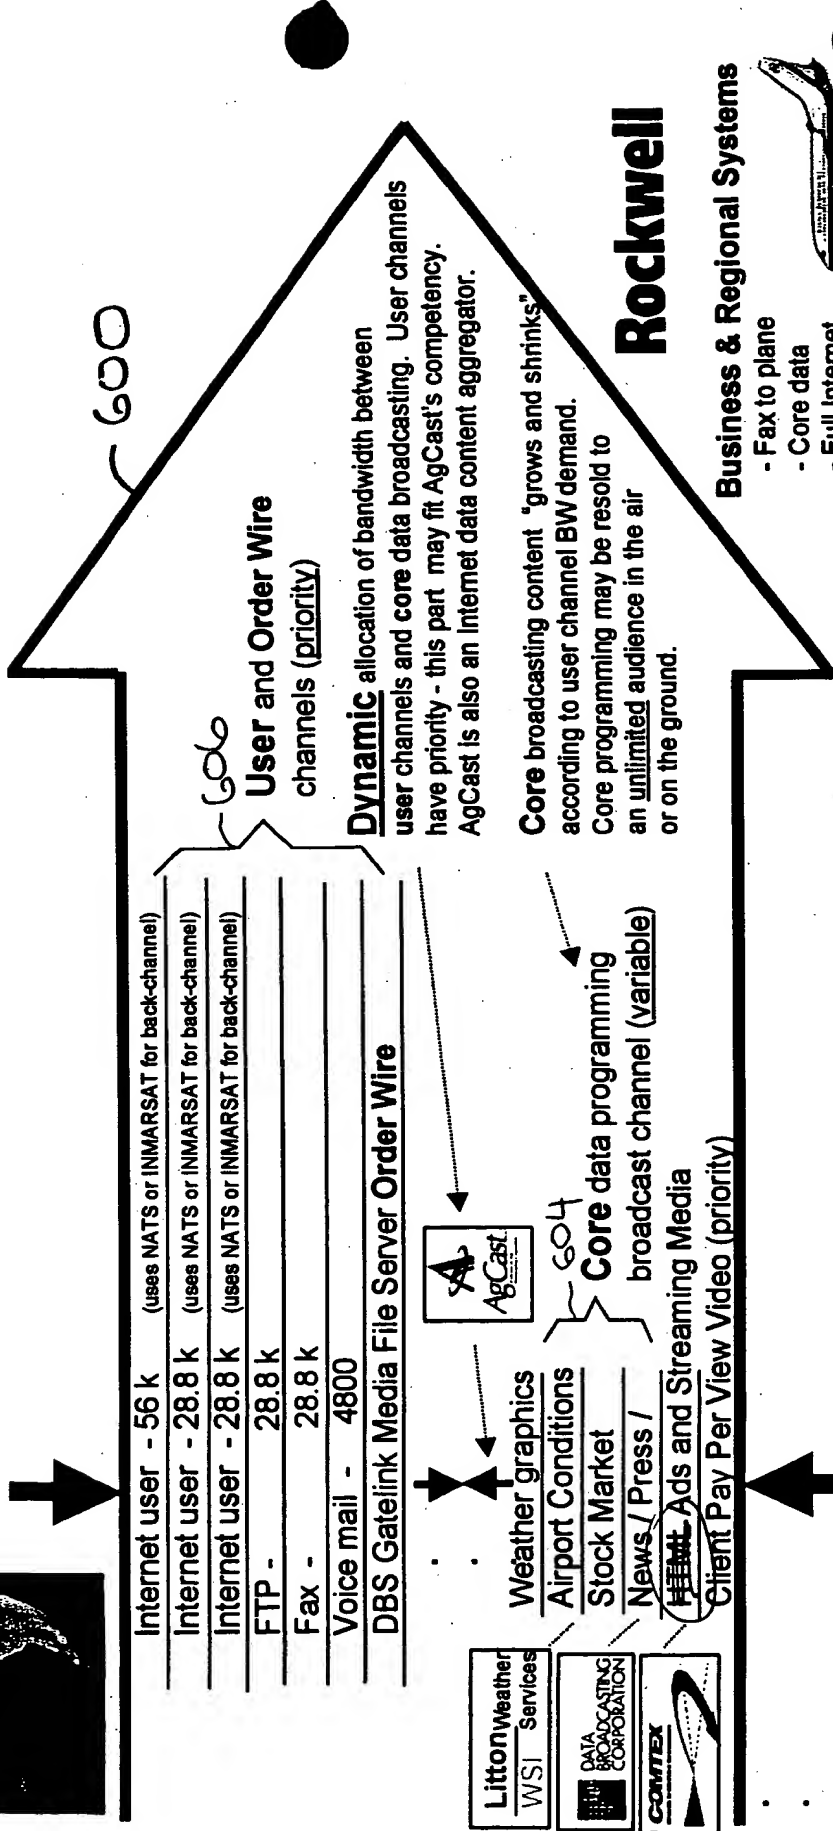 600
Internet user - 56 k (uses NATS or INMARSAT for back-channel)
Internet user - 28.8 k (uses NATS or INMARSAT for back-channel)
Internet user - 28.8 k (uses NATS or INMARSAT for back-channel)
FTP - 28.8 k
Fax - 28.8 k
Voice mail - 4800
DBS Gatelink Media File Server Order Wire
606
User and Order Wire
channels (priority)
Dynamic allocation of bandwidth between
user channels and core data broadcasting. User channels
have priority - this part may fit AgCast's competency.
AgCast is also an Internet data content aggregator.
AgCast
Core broadcasting content "grows and shrinks"
according to user channel BW demand.
Core programming may be resold to
an unlimited audience in the air
or on the ground.
Weather graphics
Airport Conditions
Stock Market
News / Press /
HTML Ads and Streaming Media
Client Pay Per View Video (priority)
604
Core data programming
broadcast channel (variable)
Litton Weather
WSI Services
DATA
BROADCASTING
CORPORATION
COMTEX
Rockwell
Business & Regional Systems
- Fax to plane
- Core data
- Full Internet